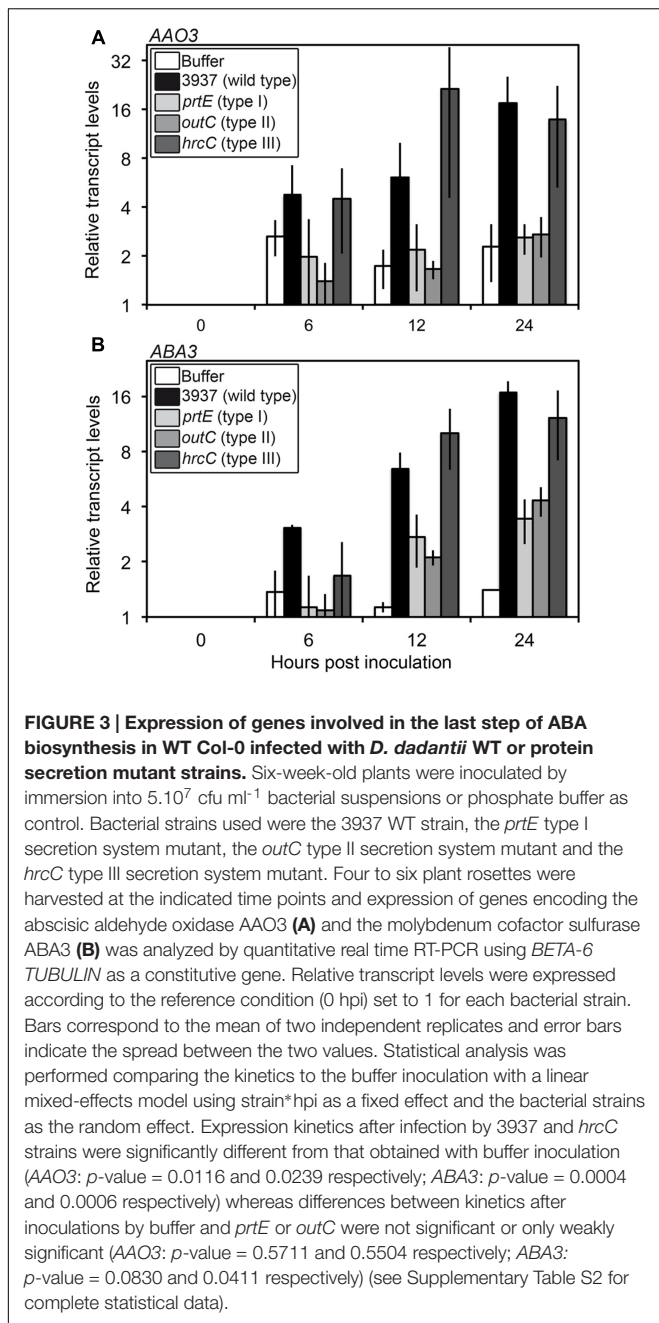 A
AAO3
Relative transcript levels
32
16
8
4
2
1
Buffer
3937 (wild type)
prtE (type I)
outC (type II)
hrcC (type III)
0
6
12
24
B
ABA3
Relative transcript levels
16
8
4
2
1
Buffer
3937 (wild type)
prtE (type I)
outC (type II)
hrcC (type III)
0
6
12
24
Hours post inoculation
FIGURE 3 | Expression of genes involved in the last step of ABA
biosynthesis in WT Col-0 infected with D. dadantii WT or protein
secretion mutant strains. Six-week-old plants were inoculated by
immersion into 5.10⁷ cfu ml⁻¹ bacterial suspensions or phosphate buffer as
control. Bacterial strains used were the 3937 WT strain, the prtE type I
secretion system mutant, the outC type II secretion system mutant and the
hrcC type III secretion system mutant. Four to six plant rosettes were
harvested at the indicated time points and expression of genes encoding the
abscisic aldehyde oxidase AAO3 (A) and the molybdenum cofactor sulfurase
ABA3 (B) was analyzed by quantitative real time RT-PCR using BETA-6
TUBULIN as a constitutive gene. Relative transcript levels were expressed
according to the reference condition (0 hpi) set to 1 for each bacterial strain.
Bars correspond to the mean of two independent replicates and error bars
indicate the spread between the two values. Statistical analysis was
performed comparing the kinetics to the buffer inoculation with a linear
mixed-effects model using strain*hpi as a fixed effect and the bacterial strains
as the random effect. Expression kinetics after infection by 3937 and hrcC
strains were significantly different from that obtained with buffer inoculation
(AAO3: p-value = 0.0116 and 0.0239 respectively; ABA3: p-value = 0.0004
and 0.0006 respectively) whereas differences between kinetics after
inoculations by buffer and prtE or outC were not significant or only weakly
significant (AAO3: p-value = 0.5711 and 0.5504 respectively; ABA3:
p-value = 0.0830 and 0.0411 respectively) (see Supplementary Table S2 for
complete statistical data).